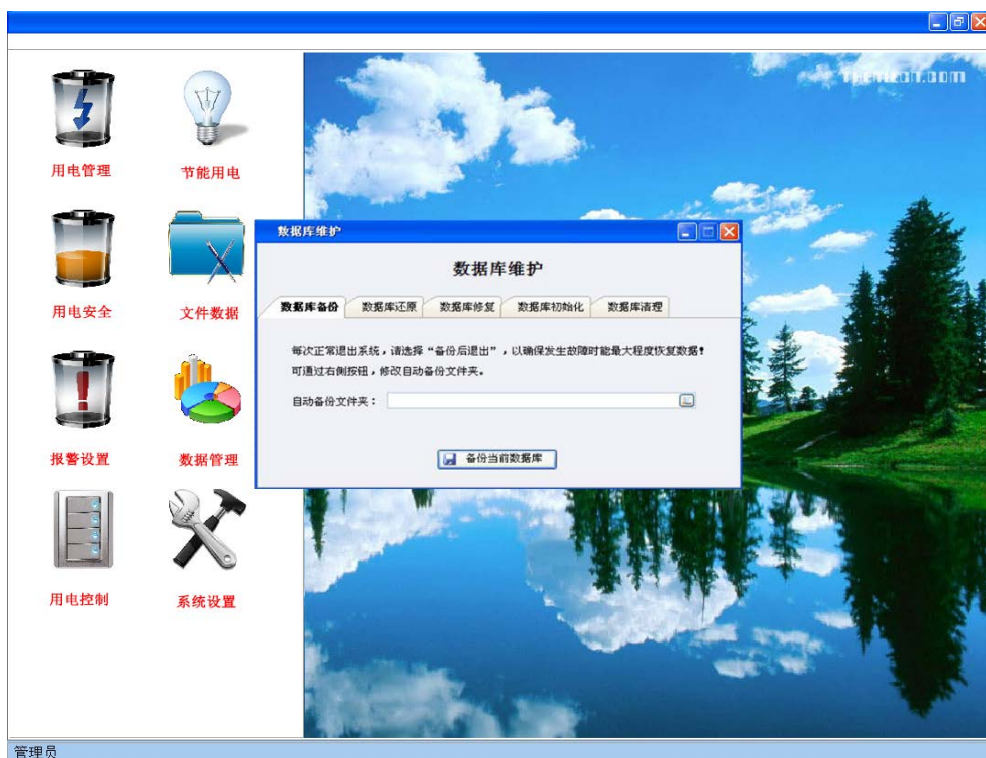 用电管理
节能用电
用电安全
文件数据
报警设置
数据管理
用电控制
系统设置
数据库维护
数据库维护
数据库备份
数据库还原
数据库修复
数据库初始化
数据库清理
每次正常退出系统，请选择“备份后退出”，以确保发生故障时能最大程度恢复数据！
可通过右侧按钮，修改自动备份文件夹。
自动备份文件夹：
备份当前数据库
管理员